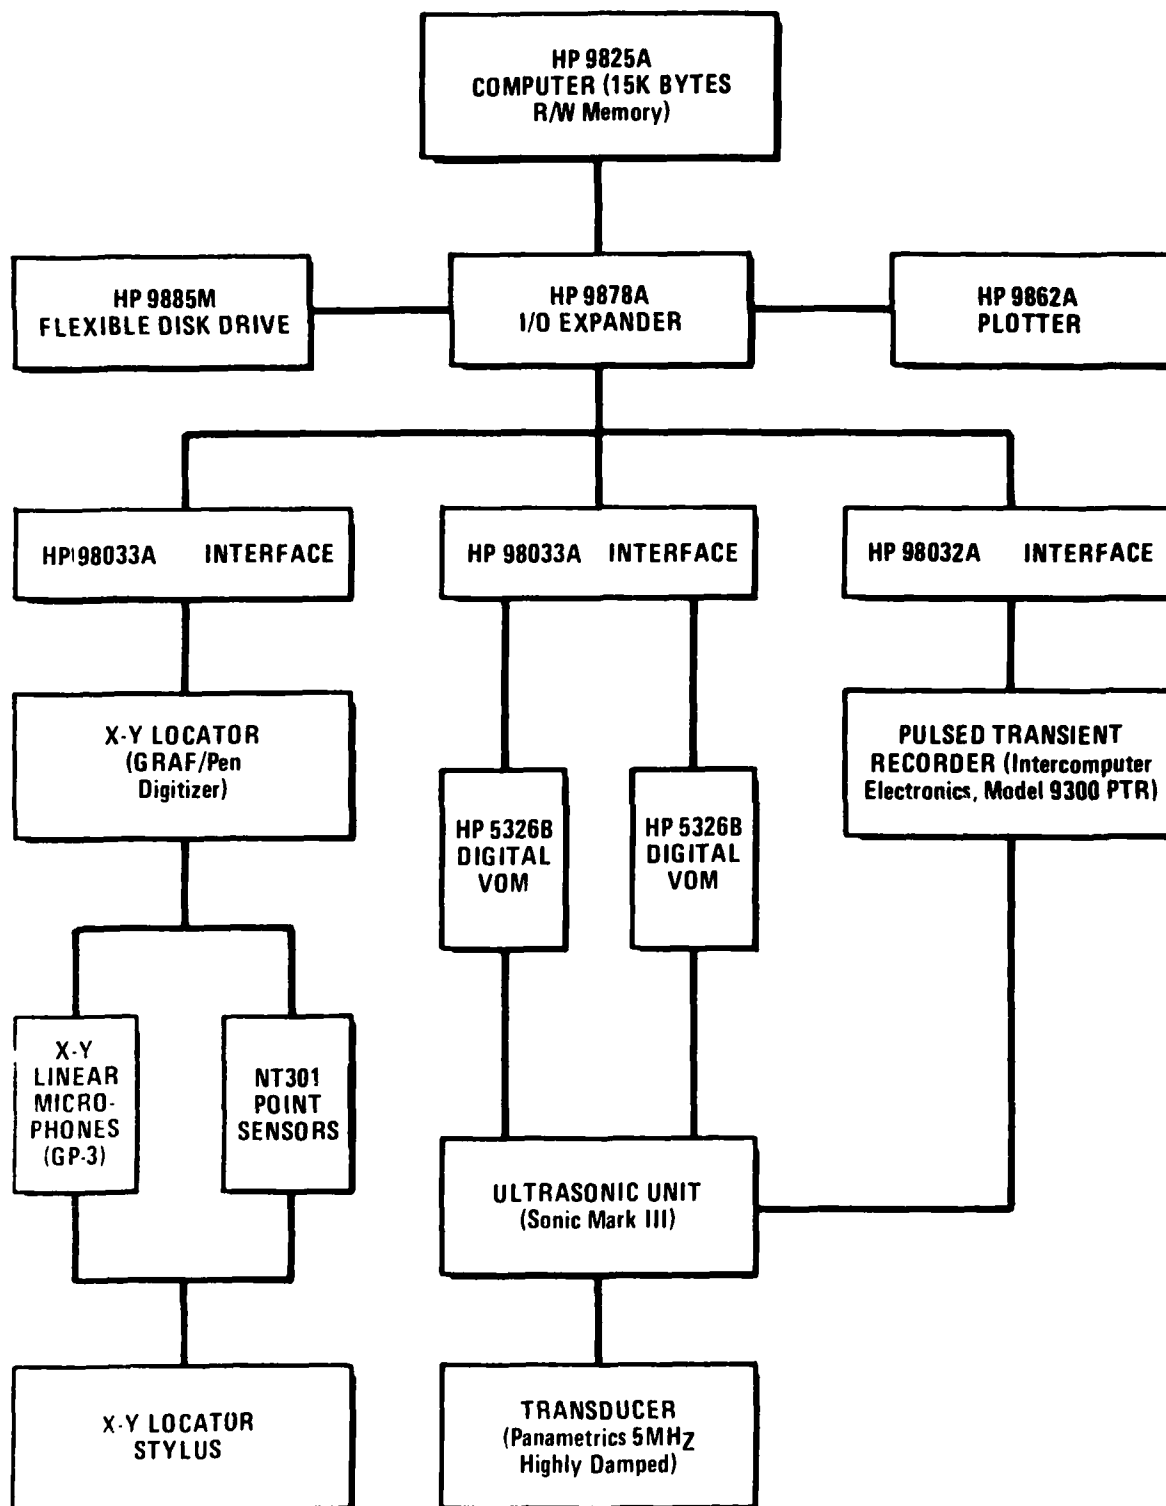 HP 9825A
COMPUTER (15K BYTES
R/W Memory)
HP 9885M
FLEXIBLE DISK DRIVE
HP 9878A
I/O EXPANDER
HP 9862A
PLOTTER
HP 98033A INTERFACE
HP 98033A INTERFACE
HP 98032A INTERFACE
X-Y LOCATOR
(GRAF/Pen
Digitizer)
PULSED TRANSIENT
RECORDER (Intercomputer
Electronics, Model 9300 PTR)
HP 5326B
DIGITAL
VOM
HP 5326B
DIGITAL
VOM
X-Y
LINEAR
MICRO-
PHONES
(GP-3)
NT301
POINT
SENSORS
ULTRASONIC UNIT
(Sonic Mark III)
X-Y LOCATOR
STYLUS
TRANSDUCER
(Panametrics 5MHZ
Highly Damped)